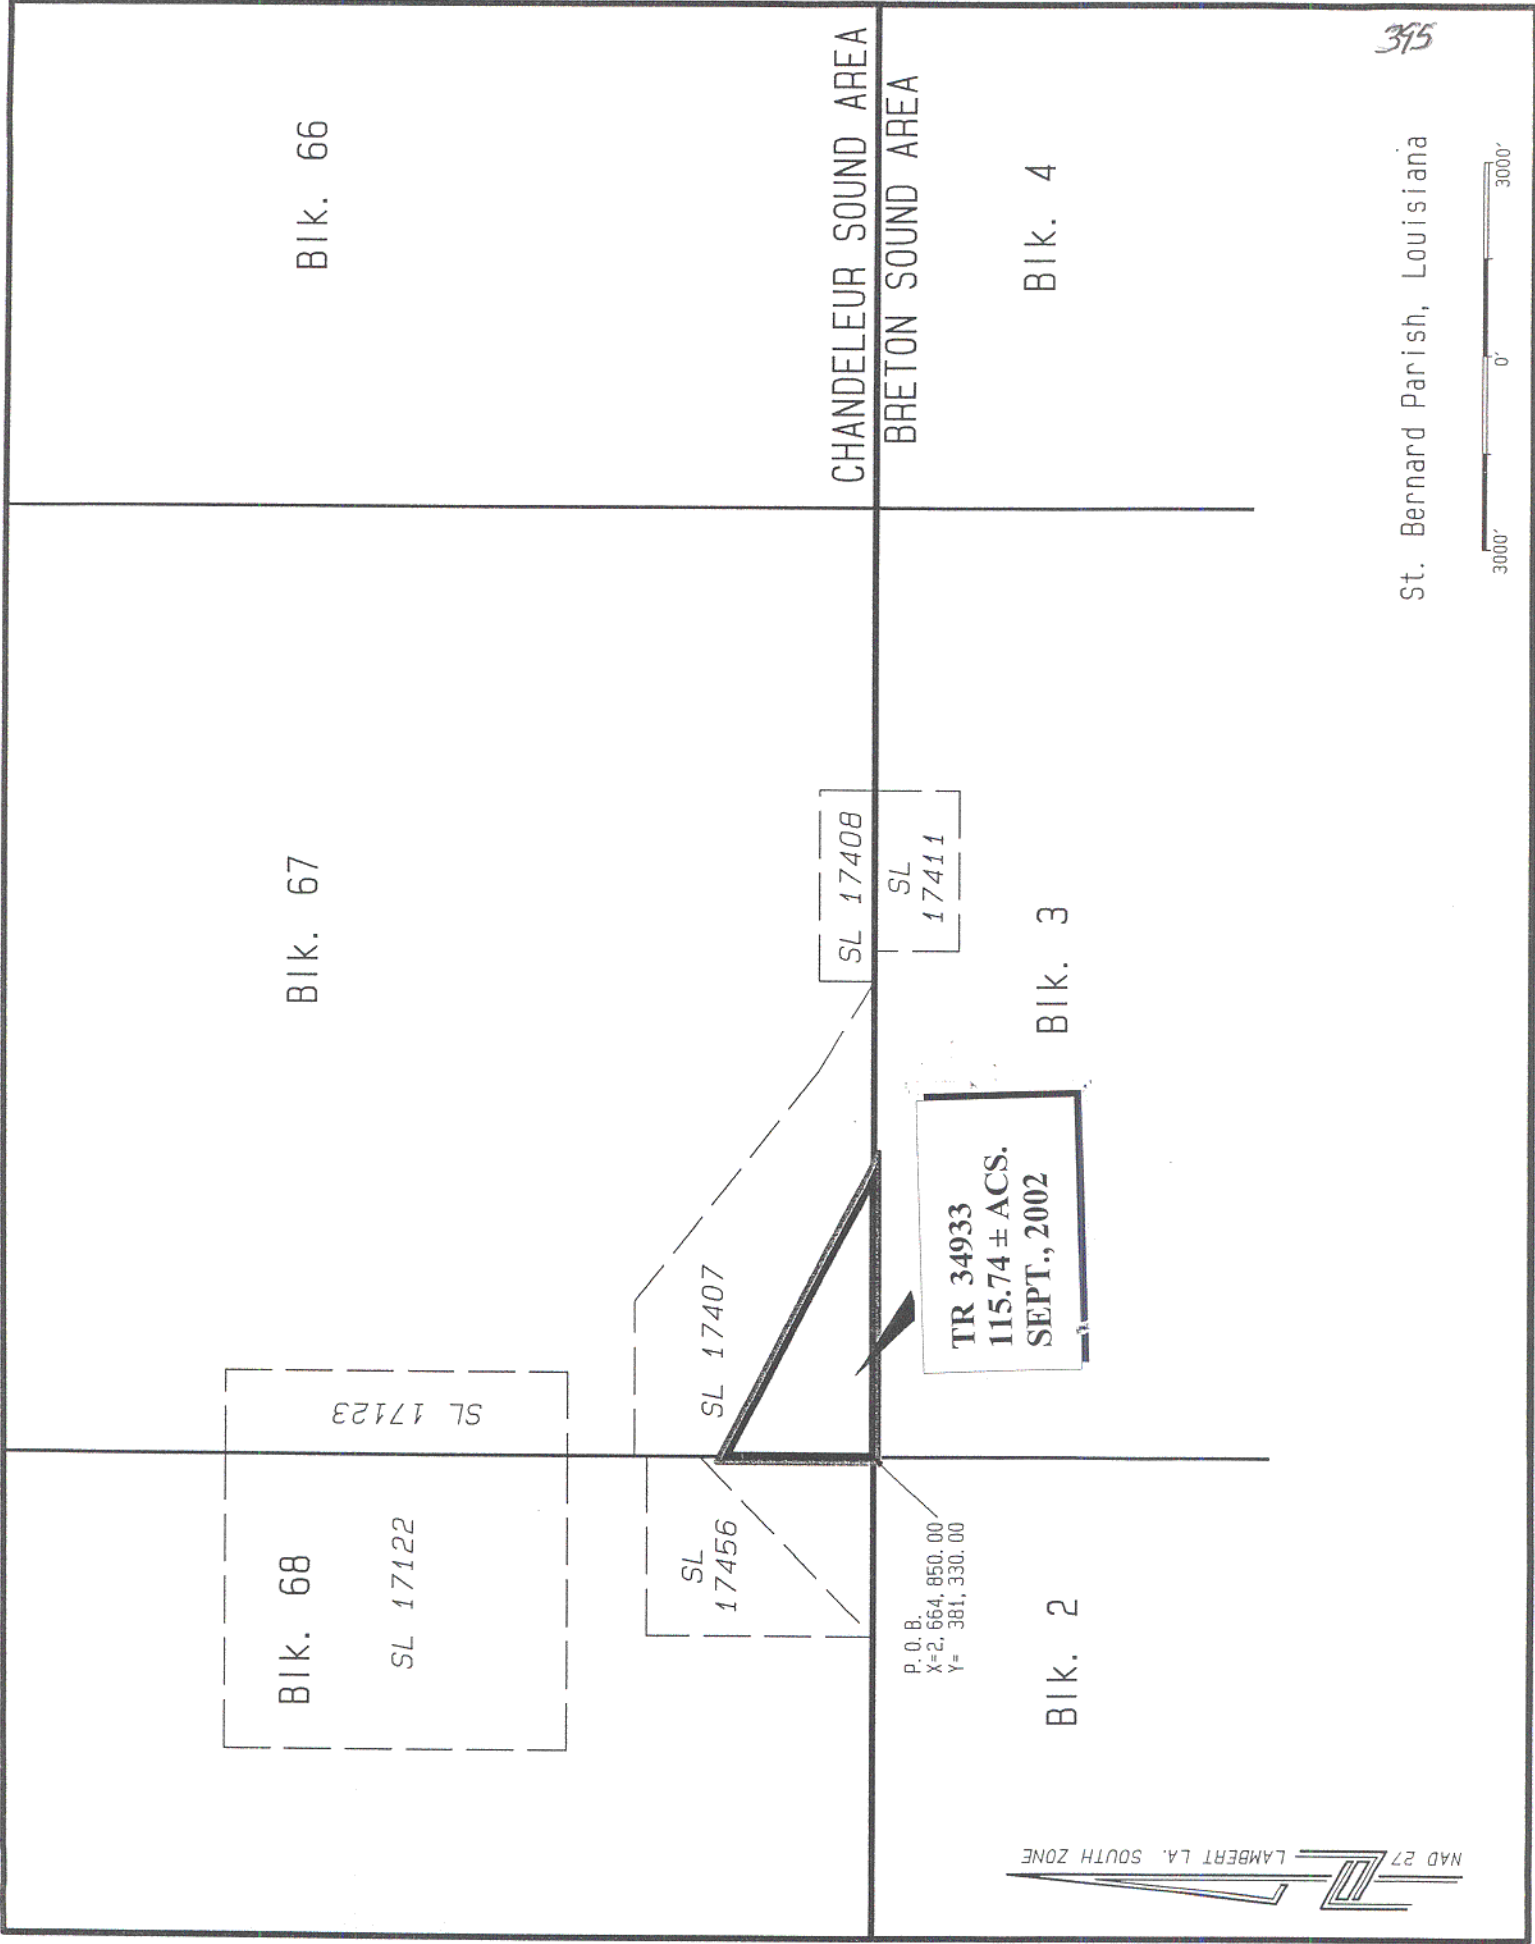 Blk. 68
SL 17122
SL 17123
Blk. 67
Blk. 66
SL
17456
SL 17407
SL 17408
CHANDELEUR SOUND AREA
BRETON SOUND AREA
SL
17411
P.O.B.
X=2,664,850.00
Y= 381,330.00
TR 34933
115.74 ± ACS.
SEPT., 2002
Blk. 2
Blk. 3
Blk. 4
NAD 27
LAMBERT LA. SOUTH ZONE
St. Bernard Parish, Louisiana
3000' 0' 3000'
395